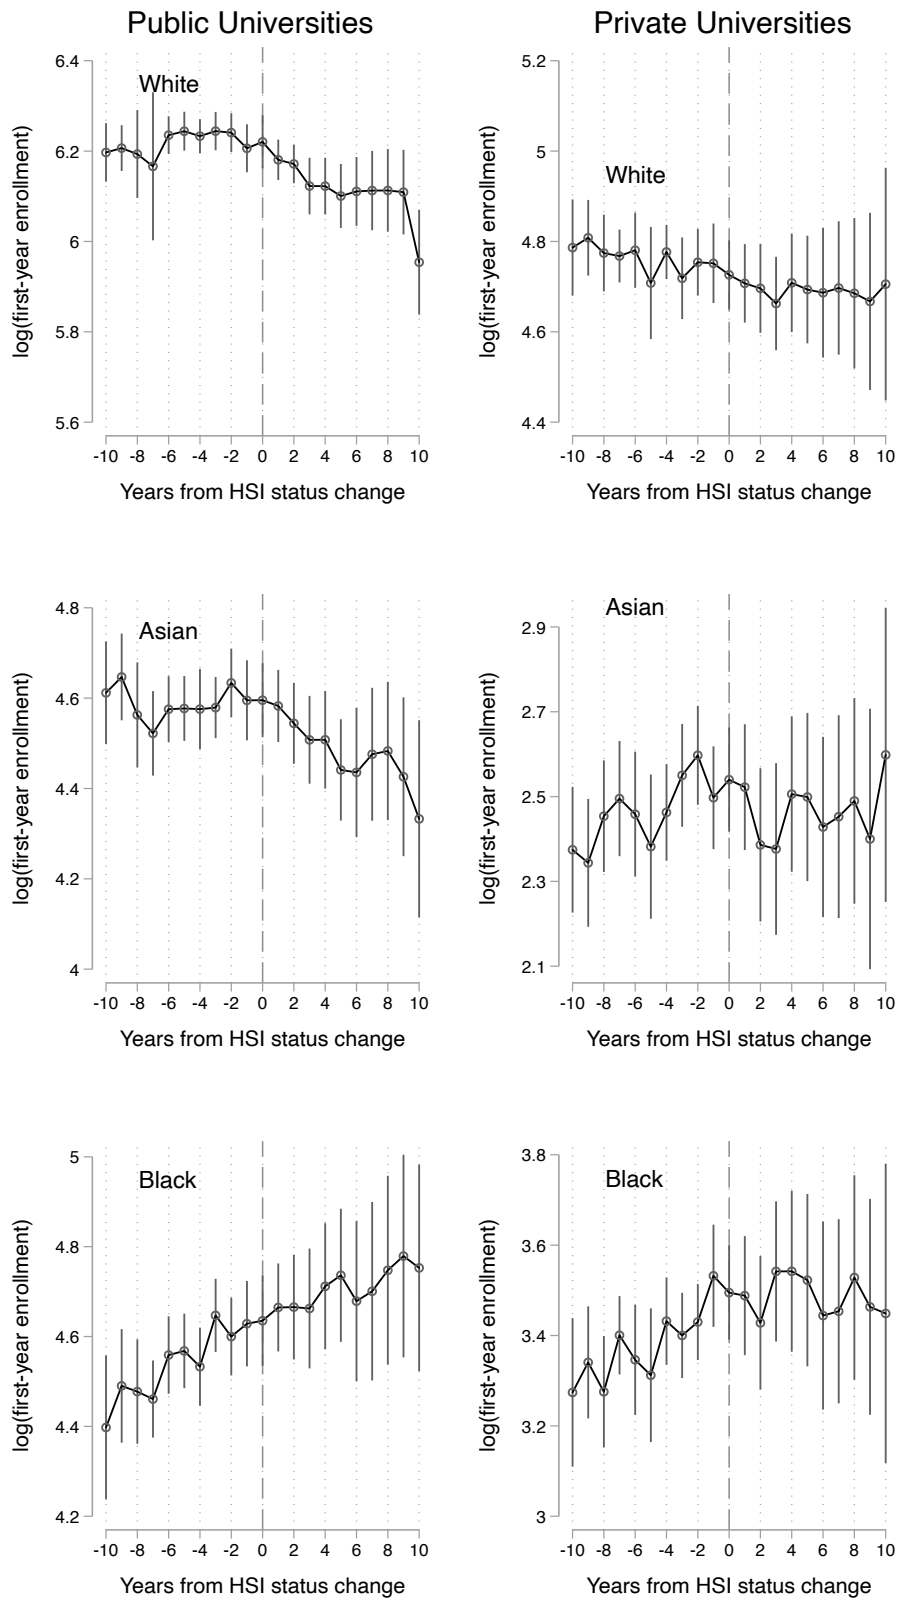 Public Universities
Private Universities
6.4
6.2
6
5.8
5.6
log(first-year enrollment)
White
-10 -8 -6 -4 -2 0 2 4 6 8 10
Years from HSI status change
5.2
5
4.8
4.6
4.4
log(first-year enrollment)
White
-10 -8 -6 -4 -2 0 2 4 6 8 10
Years from HSI status change
4.8
4.6
4.4
4.2
4
log(first-year enrollment)
Asian
-10 -8 -6 -4 -2 0 2 4 6 8 10
Years from HSI status change
2.9
2.7
2.5
2.3
2.1
log(first-year enrollment)
Asian
-10 -8 -6 -4 -2 0 2 4 6 8 10
Years from HSI status change
5
4.8
4.6
4.4
4.2
log(first-year enrollment)
Black
-10 -8 -6 -4 -2 0 2 4 6 8 10
Years from HSI status change
3.8
3.6
3.4
3.2
3
log(first-year enrollment)
Black
-10 -8 -6 -4 -2 0 2 4 6 8 10
Years from HSI status change